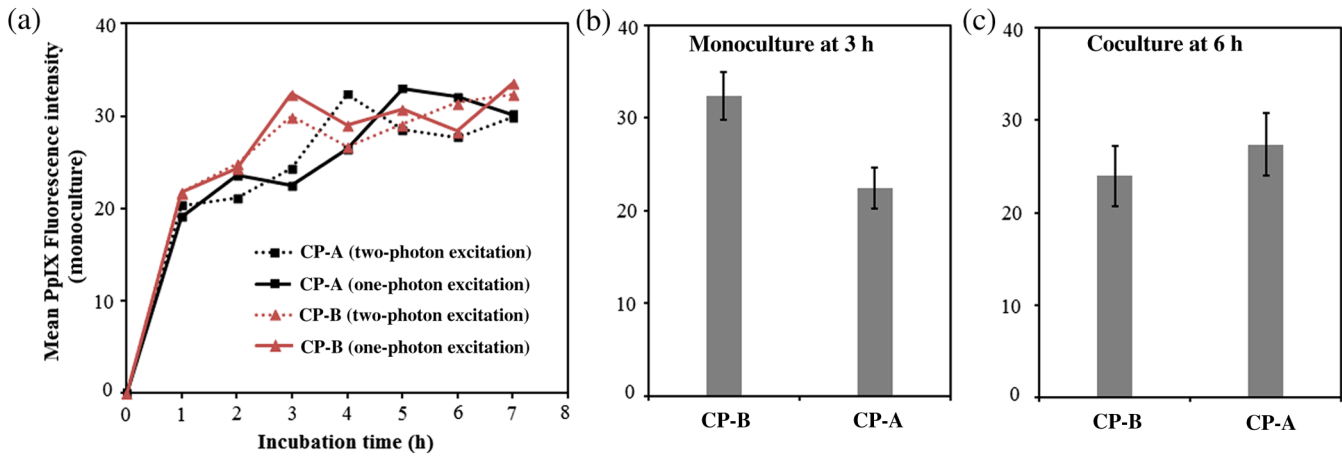 (a)
Mean PpIX Fluorescence intensity
(monoculture)
40
30
20
10
0
0 1 2 3 4 5 6 7 8
Incubation time (h)
CP-A (two-photon excitation)
CP-A (one-photon excitation)
CP-B (two-photon excitation)
CP-B (one-photon excitation)
(b)
Monoculture at 3 h
40
30
20
10
0
CP-B CP-A
(c)
Coculture at 6 h
40
30
20
10
0
CP-B CP-A